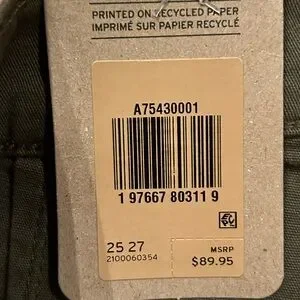 PRINTED ON RECYCLED PAPER
IMPRIMÉ SUR PAPIER RECYCLÉ
A75430001
1 97667 80311 9
25 27
2100060354
MSRP
$89.95